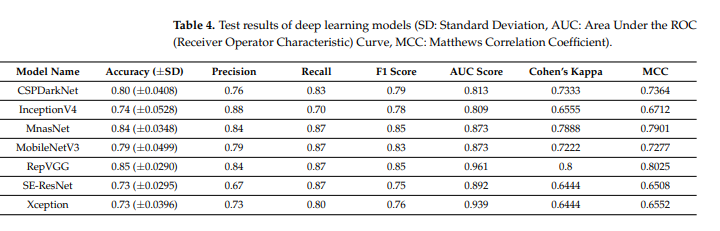 Table 4. Test results of deep learning models (SD: Standard Deviation, AUC: Area Under the ROC
(Receiver Operator Characteristic) Curve, MCC: Matthews Correlation Coefficient).
Model Name Accuracy (±SD) Precision Recall F1 Score AUC Score Cohen's Kappa MCC
CSPDarkNet 0.80 (±0.0408) 0.76 0.83 0.79 0.813 0.7333 0.7364
InceptionV4 0.74 (±0.0528) 0.88 0.70 0.78 0.809 0.6555 0.6712
MnasNet 0.84 (±0.0348) 0.84 0.87 0.85 0.873 0.7888 0.7901
MobileNetV3 0.79 (±0.0499) 0.79 0.87 0.83 0.873 0.7222 0.7277
RepVGG 0.85 (±0.0290) 0.84 0.87 0.85 0.961 0.8 0.8025
SE-ResNet 0.73 (±0.0295) 0.67 0.87 0.75 0.892 0.6444 0.6508
Xception 0.73 (±0.0396) 0.73 0.80 0.76 0.939 0.6444 0.6552